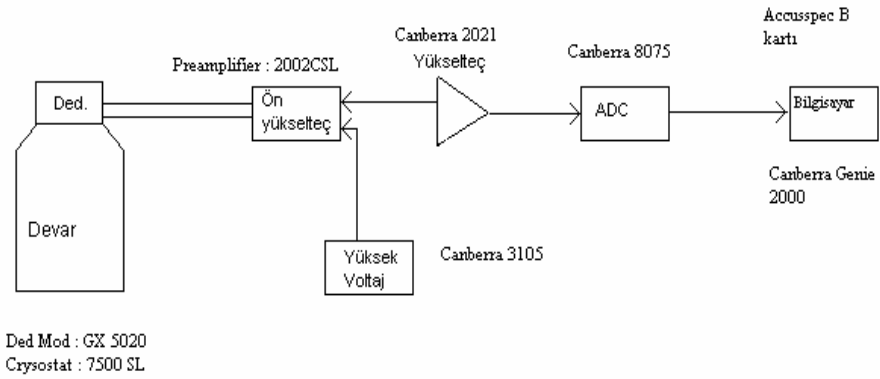 Accusspec B
kartı
Canberra 2021
Yükselteç
Canberra 8075
Preamplifier : 2002CSL
Ded.
Ön
yükselteç
ADC
Bilgisayar
Canberra Genie
2000
Devar
Yüksek
Voltaj
Canberra 3105
Ded Mod : GX 5020
Crysostat : 7500 SL